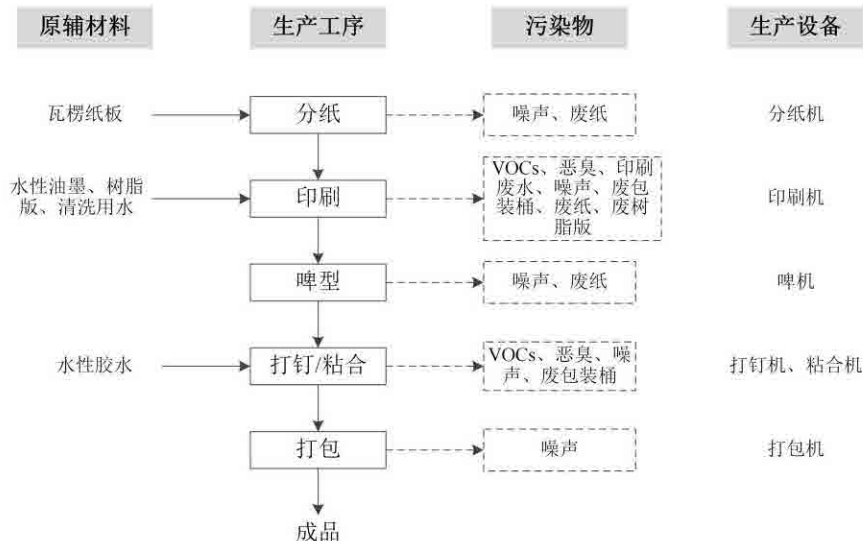 原辅材料
生产工序
污染物
生产设备
瓦楞纸板
分纸
噪声、废纸
分纸机
水性油墨、树脂
版、清洗用水
印刷
VOCs、恶臭、印刷
废水、噪声、废包
装桶、废纸、废树
脂版
印刷机
啤型
噪声、废纸
啤机
水性胶水
打钉/粘合
VOCs、恶臭、噪
声、废包装桶
打钉机、粘合机
打包
噪声
打包机
成品